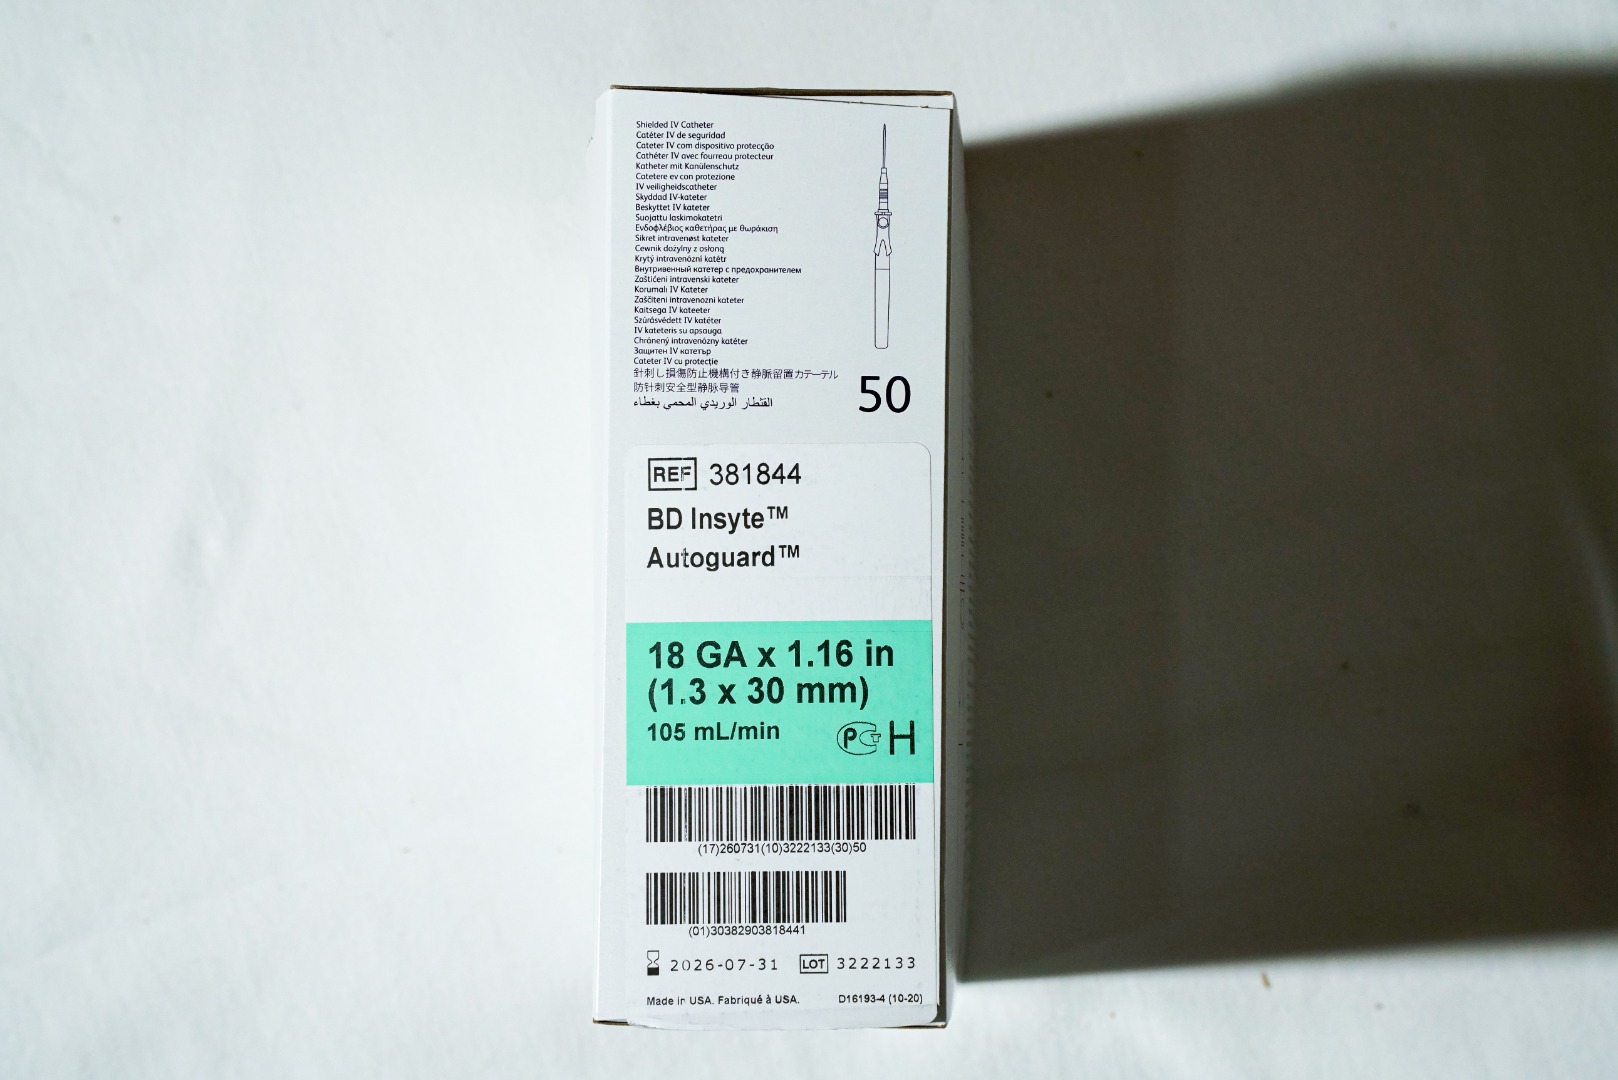 Shielded IV Catheter
Catéter IV de seguridad
Cateter IV com dispositivo protecção
Cathéter IV avec fourreau protecteur
Katheter mit Kanülenschutz
Catetere ev con protezione
IV veiligheidscatheter
Skyddad IV-kateter
Beskyttet IV kateter
Suojattu laskimokatetri
Ενδοφλέβιος καθετήρας με θωράκιση
Sikret intravenøst kateter
Cewnik dożylny z osłoną
Krytý intravenózní katétr
Внутривенный катетер с предохранителем
Zaštićeni intravenski kateter
Korumalı IV Kateter
Zaščiteni intravenozni kateter
Kaitsega IV kateeter
Szúrásvédett IV katéter
IV kateteris su apsauga
Chránený intravenózny katéter
Защитен IV катетър
Cateter IV cu protecţie
針刺し損傷防止機構付き静脈留置カテーテル
防针刺安全型静脉导管
القثطار الوريدي المحمي بغطاء
50
REF 381844
BD Insyte™
Autoguard™
18 GA x 1.16 in
(1.3 x 30 mm)
105 mL/min
PCT H
(17)260731(10)3222133(30)50
(01)30382903818441
2026-07-31 LOT 3222133
Made in USA. Fabriqué à USA. D16193-4 (10-20)